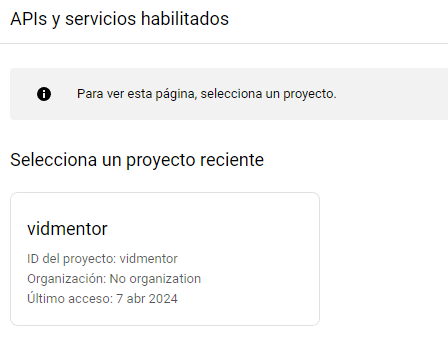 APIs y servicios habilitados
Para ver esta página, selecciona un proyecto.
Selecciona un proyecto reciente
vidmentor
ID del proyecto: vidmentor
Organización: No organization
Último acceso: 7 abr 2024